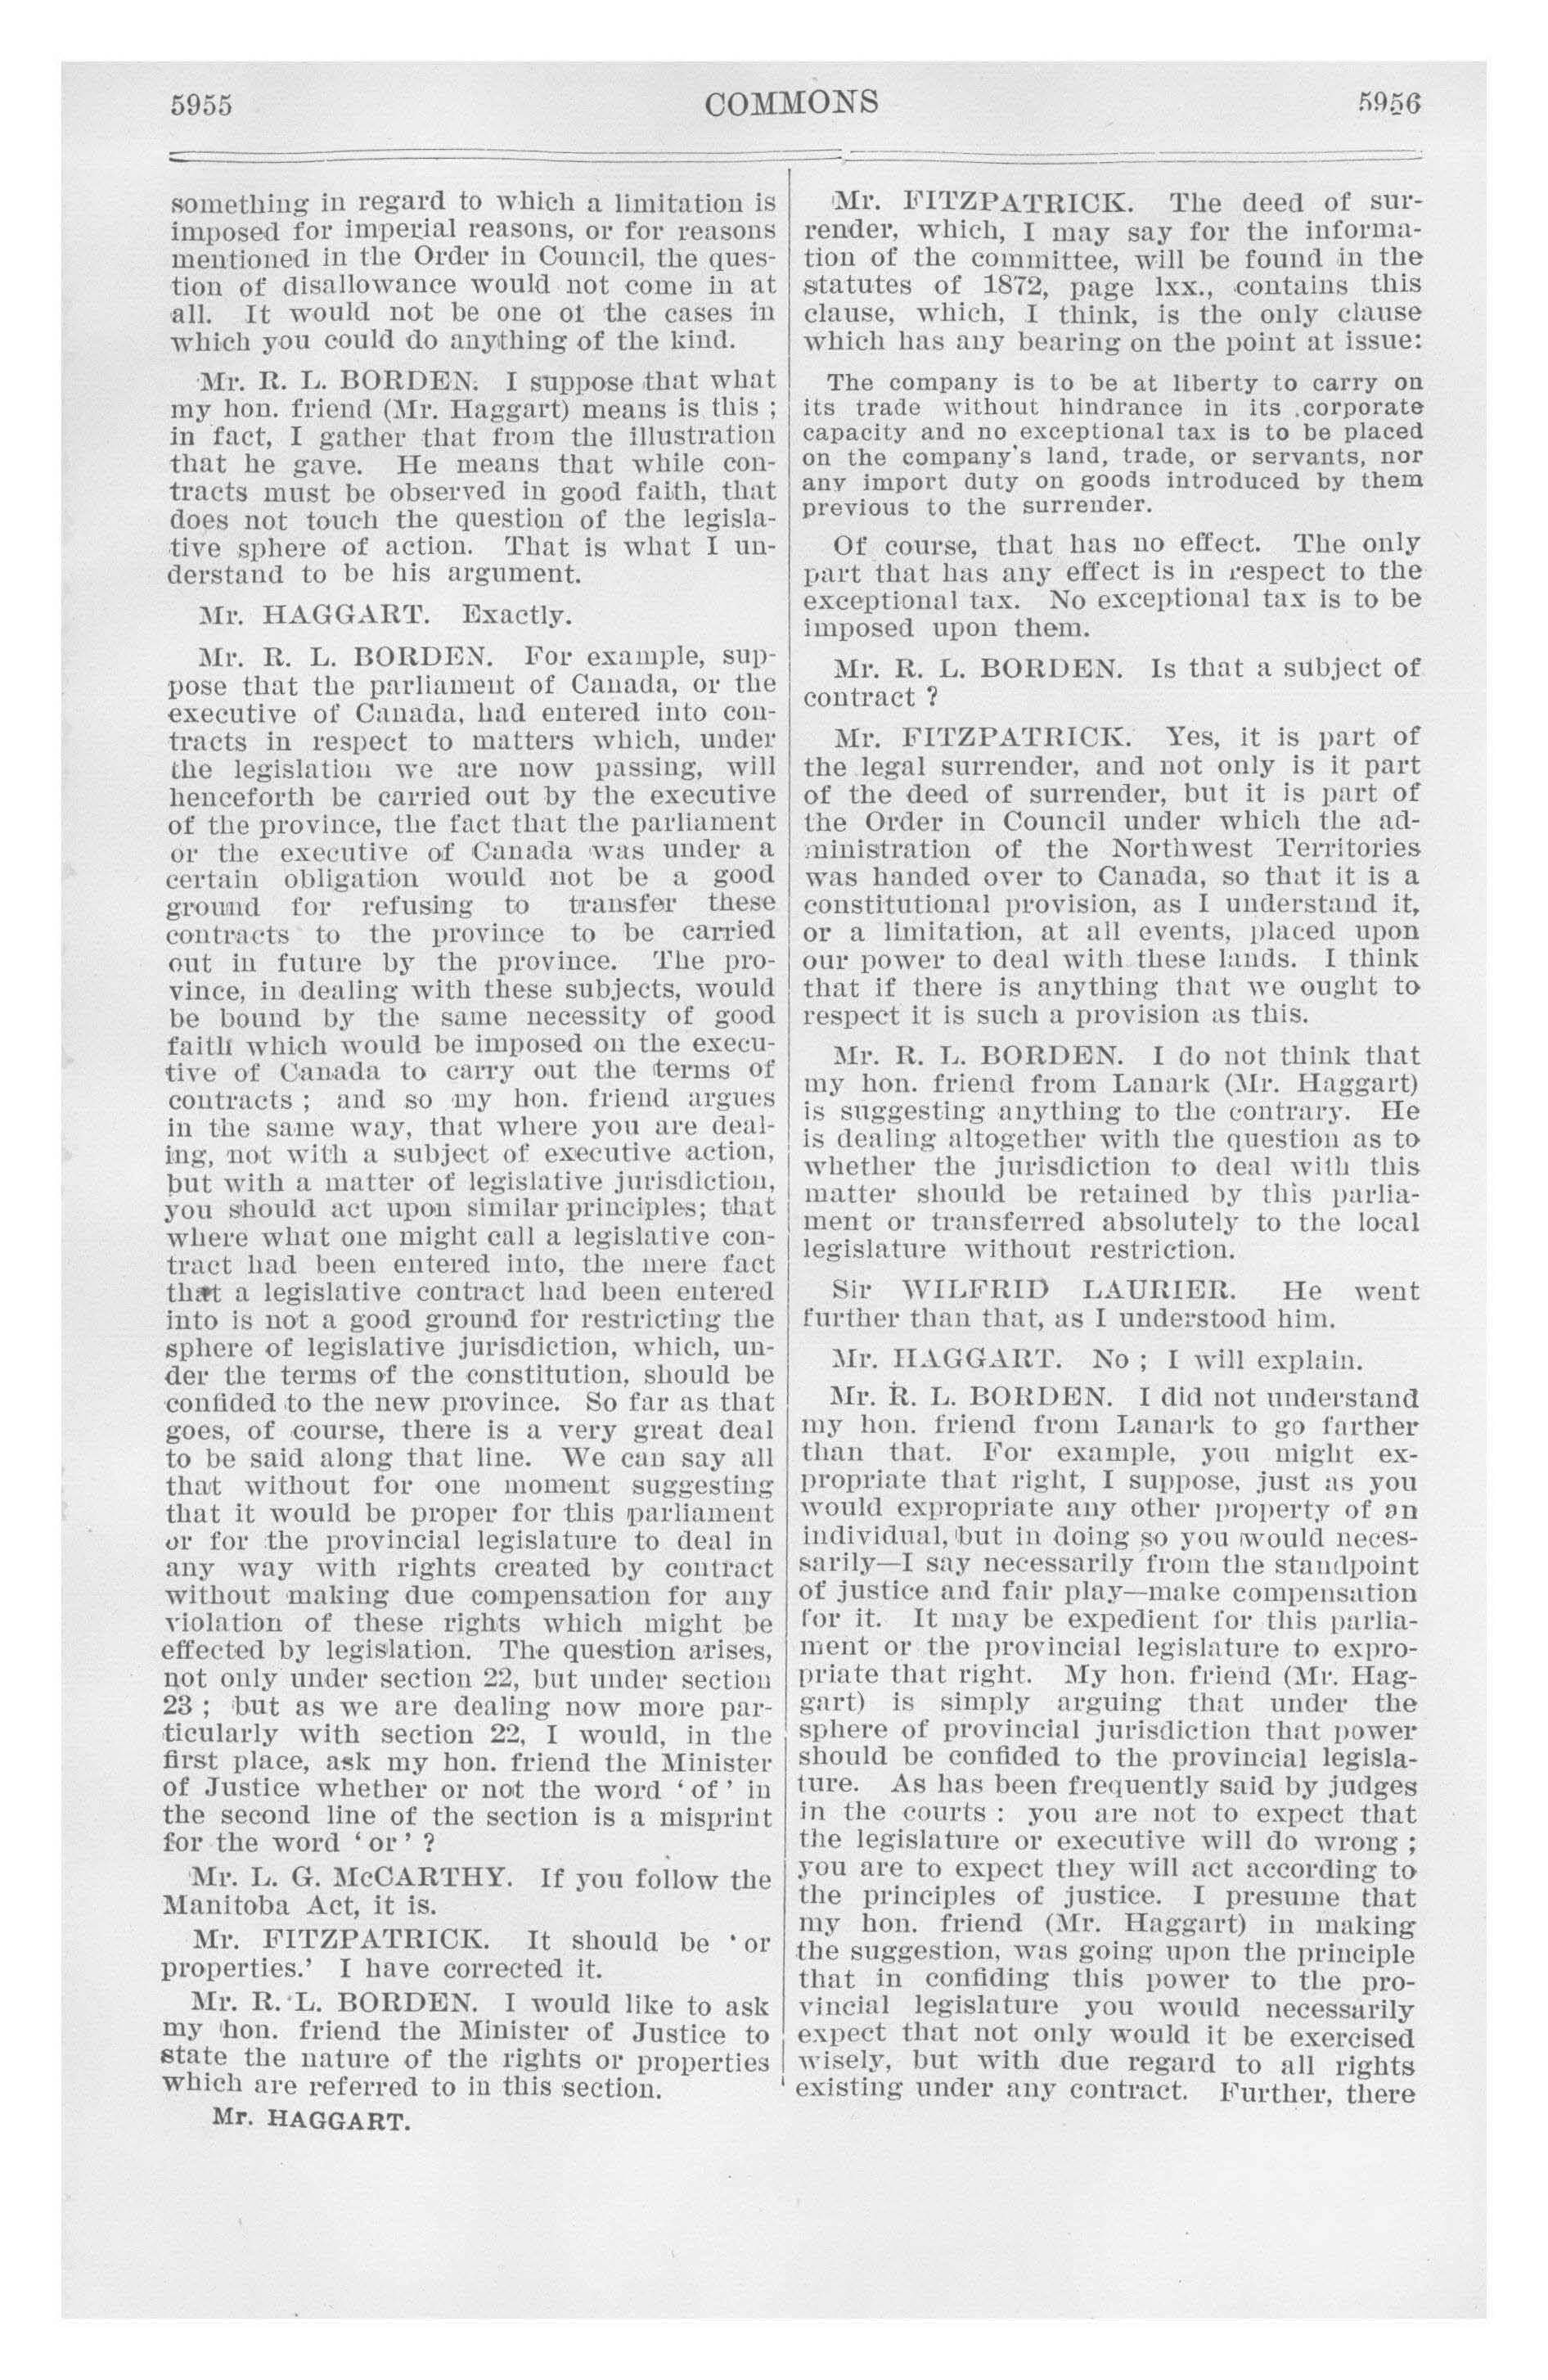 5955
COMMONS
5956
something in regard to which a limitation is
imposed for imperial reasons, or for reasons
mentioned in the Order in Council, the ques-
tion of disallowance would not come in at
all. It would not be one of the cases in
which you could do anything of the kind.
Mr. R. L. BORDEN. I suppose that what
my hon. friend (Mr. Haggart) means is this ;
in fact, I gather that from the illustration
that he gave. He means that while con-
tracts must be observed in good faith, that
does not touch the question of the legisla-
tive sphere of action. That is what I un-
derstand to be his argument.
Mr. HAGGART. Exactly.
Mr. R. L. BORDEN. For example, sup-
pose that the parliament of Canada, or the
executive of Canada, had entered into con-
tracts in respect to matters which, under
the legislation we are now passing, will
henceforth be carried out by the executive
of the province, the fact that the parliament
or the executive of Canada was under a
certain obligation would not be a good
ground for refusing to transfer these
contracts to the province to be carried
out in future by the province. The pro-
vince, in dealing with these subjects, would
be bound by the same necessity of good
faith which would be imposed on the execu-
tive of Canada to carry out the terms of
contracts ; and so my hon. friend argues
in the same way, that where you are deal-
ing, not with a subject of executive action,
but with a matter of legislative jurisdiction,
you should act upon similar principles; that
where what one might call a legislative con-
tract had been entered into, the mere fact
that a legislative contract had been entered
into is not a good ground for restricting the
sphere of legislative jurisdiction, which, un-
der the terms of the constitution, should be
confided to the new province. So far as that
goes, of course, there is a very great deal
to be said along that line. We can say all
that without for one moment suggesting
that it would be proper for this parliament
or for the provincial legislature to deal in
any way with rights created by contract
without making due compensation for any
violation of these rights which might be
effected by legislation. The question arises,
not only under section 22, but under section
23 ; but as we are dealing now more par-
ticularly with section 22, I would, in the
first place, ask my hon. friend the Minister
of Justice whether or not the word ‘ of ’ in
the second line of the section is a misprint
for the word ‘ or ’ ?
Mr. L. G. McCARTHY. If you follow the
Manitoba Act, it is.
Mr. FITZPATRICK. It should be ‘ or
properties.’ I have corrected it.
Mr. R. L. BORDEN. I would like to ask
my hon. friend the Minister of Justice to
state the nature of the rights or properties
which are referred to in this section.
Mr. HAGGART.
Mr. FITZPATRICK. The deed of sur-
render, which, I may say for the informa-
tion of the committee, will be found in the
statutes of 1872, page lxx., contains this
clause, which, I think, is the only clause
which has any bearing on the point at issue:
The company is to be at liberty to carry on
its trade without hindrance in its corporate
capacity and no exceptional tax is to be placed
on the company's land, trade, or servants, nor
any import duty on goods introduced by them
previous to the surrender.
Of course, that has no effect. The only
part that has any effect is in respect to the
exceptional tax. No exceptional tax is to be
imposed upon them.
Mr. R. L. BORDEN. Is that a subject of
contract ?
Mr. FITZPATRICK. Yes, it is part of
the legal surrender, and not only is it part
of the deed of surrender, but it is part of
the Order in Council under which the ad-
ministration of the Northwest Territories
was handed over to Canada, so that it is a
constitutional provision, as I understand it,
or a limitation, at all events, placed upon
our power to deal with these lands. I think
that if there is anything that we ought to
respect it is such a provision as this.
Mr. R. L. BORDEN. I do not think that
my hon. friend from Lanark (Mr. Haggart)
is suggesting anything to the contrary. He
is dealing altogether with the question as to
whether the jurisdiction to deal with this
matter should be retained by this parlia-
ment or transferred absolutely to the local
legislature without restriction.
Sir WILFRID LAURIER. He went
further than that, as I understood him.
Mr. HAGGART. No ; I will explain.
Mr. R. L. BORDEN. I did not understand
my hon. friend from Lanark to go farther
than that. For example, you might ex-
propriate that right, I suppose, just as you
would expropriate any other property of an
individual, but in doing so you would neces-
sarily—I say necessarily from the standpoint
of justice and fair play—make compensation
for it. It may be expedient for this parlia-
ment or the provincial legislature to expro-
priate that right. My hon. friend (Mr. Hag-
gart) is simply arguing that under the
sphere of provincial jurisdiction that power
should be confided to the provincial legisla-
ture. As has been frequently said by judges
in the courts : you are not to expect that
the legislature or executive will do wrong ;
you are to expect they will act according to
the principles of justice. I presume that
my hon. friend (Mr. Haggart) in making
the suggestion, was going upon the principle
that in confiding this power to the pro-
vincial legislature you would necessarily
expect that not only would it be exercised
wisely, but with due regard to all rights
existing under any contract. Further, there